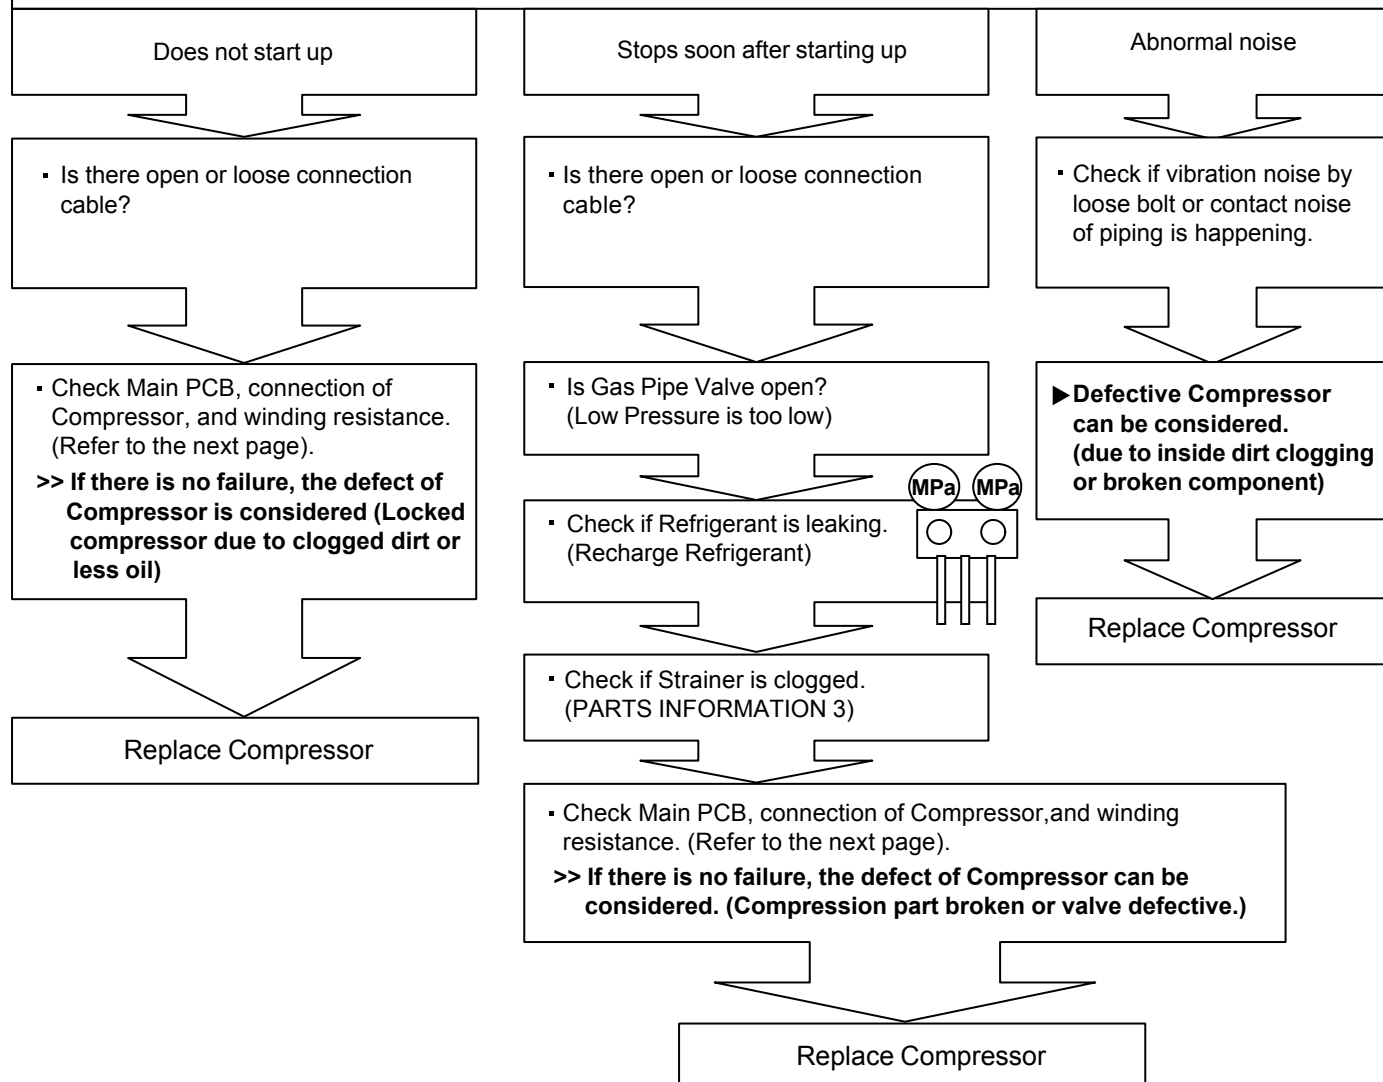 Does not start up
▪ Is there open or loose connection
cable?
▪ Check Main PCB, connection of
Compressor, and winding resistance.
(Refer to the next page).
>> If there is no failure, the defect of
Compressor is considered (Locked
compressor due to clogged dirt or
less oil)
Replace Compressor
Stops soon after starting up
▪ Is there open or loose connection
cable?
▪ Is Gas Pipe Valve open?
(Low Pressure is too low)
▪ Check if Refrigerant is leaking.
(Recharge Refrigerant)
MPa MPa
▪ Check if Strainer is clogged.
(PARTS INFORMATION 3)
▪ Check Main PCB, connection of Compressor,and winding
resistance. (Refer to the next page).
>> If there is no failure, the defect of Compressor can be
considered. (Compression part broken or valve defective.)
Replace Compressor
Abnormal noise
▪ Check if vibration noise by
loose bolt or contact noise
of piping is happening.
▶Defective Compressor
can be considered.
(due to inside dirt clogging
or broken component)
Replace Compressor